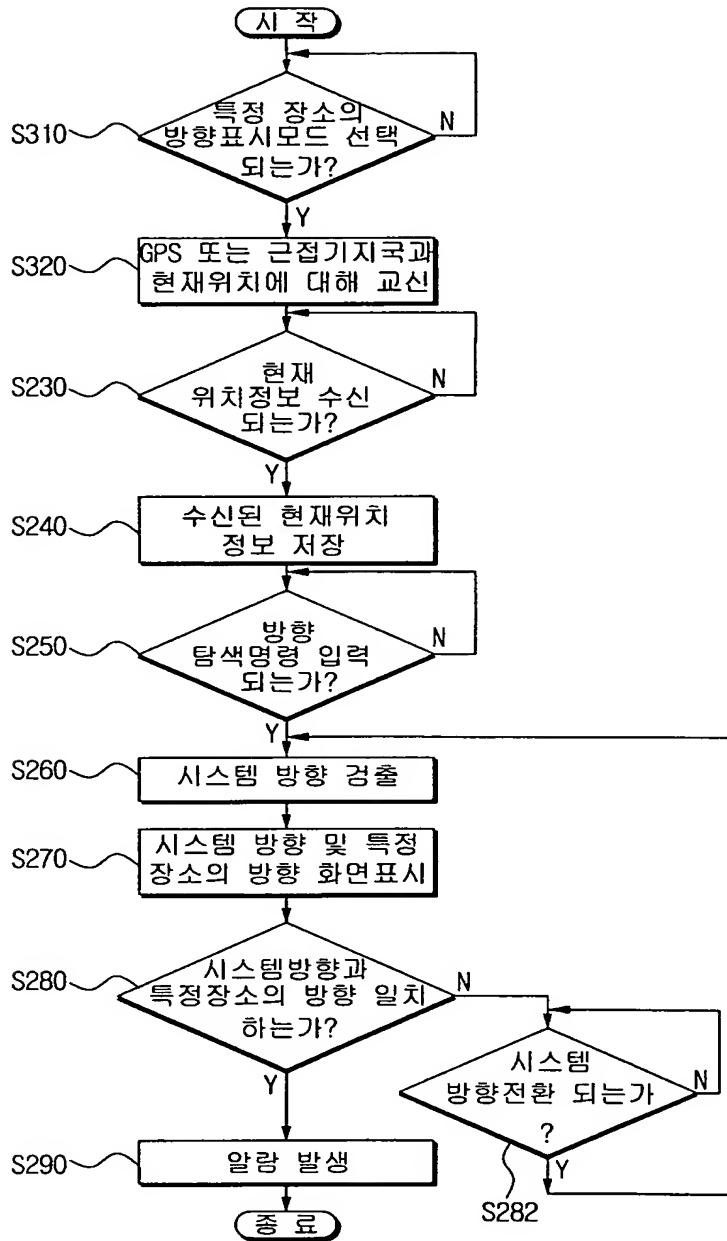 시 작
S310
특정 장소의
방향표시모드 선택
되는가?
N
Y
S320
GPS 또는 근접기지국과
현재위치에 대해 교신
S230
현재
위치정보 수신
되는가?
N
Y
S240
수신된 현재위치
정보 저장
S250
방향
탐색명령 입력
되는가?
N
Y
S260
시스템 방향 검출
S270
시스템 방향 및 특정
장소의 방향 화면표시
S280
시스템방향과
특정장소의 방향 일치
하는가?
N
Y
시스템
방향전환 되는가
?
N
Y
S282
S290
알람 발생
종 료